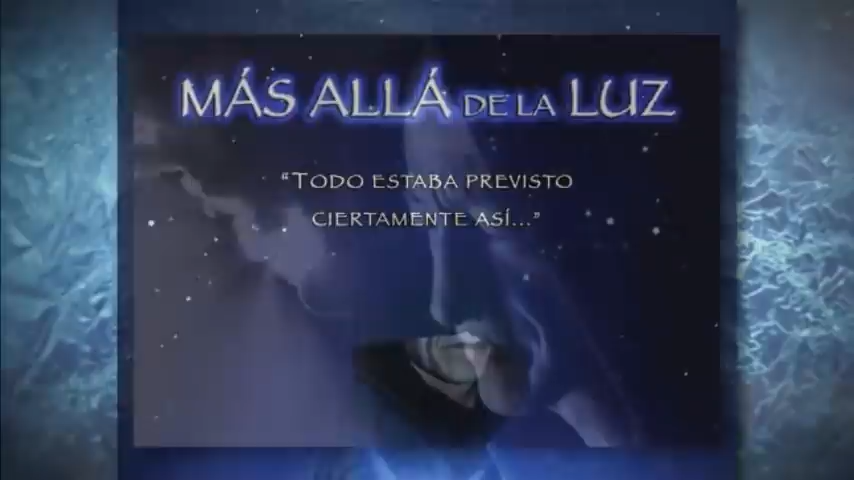 MÁS ALLÁ DE LA LUZ
“TODO ESTABA PREVISTO
CIERTAMENTE ASÍ...”